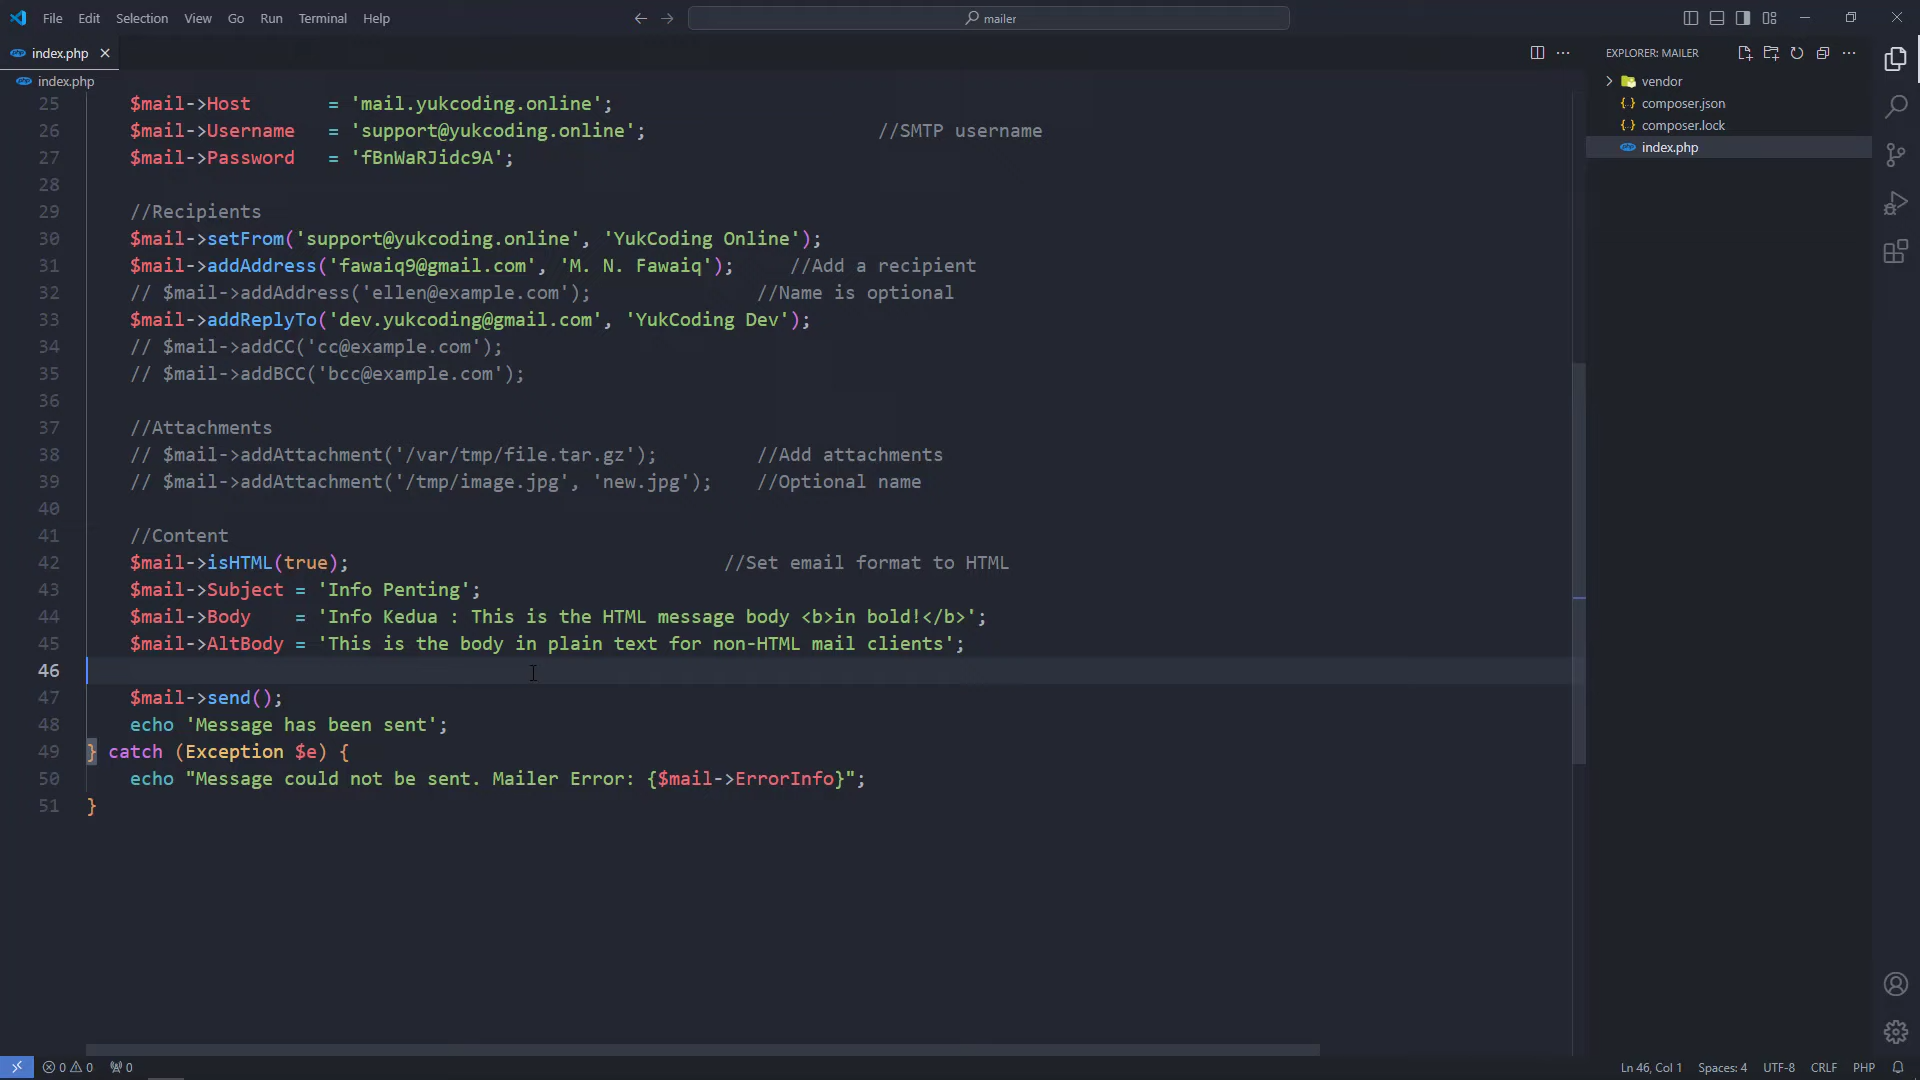 File Edit Selection View Go Run Terminal Help
mailer
index.php
EXPLORER: MAILER
index.php
vendor
composer.json
composer.lock
index.php
25 $mail->Host = 'mail.yukcoding.online';
26 $mail->Username = 'support@yukcoding.online'; //SMTP username
27 $mail->Password = 'fBnWaRJidc9A';
28
29 //Recipients
30 $mail->setFrom('support@yukcoding.online', 'YukCoding Online');
31 $mail->addAddress('fawaiq9@gmail.com', 'M. N. Fawaiq'); //Add a recipient
32 // $mail->addAddress('ellen@example.com'); //Name is optional
33 $mail->addReplyTo('dev.yukcoding@gmail.com', 'YukCoding Dev');
34 // $mail->addCC('cc@example.com');
35 // $mail->addBCC('bcc@example.com');
36
37 //Attachments
38 // $mail->addAttachment('/var/tmp/file.tar.gz'); //Add attachments
39 // $mail->addAttachment('/tmp/image.jpg', 'new.jpg'); //Optional name
40
41 //Content
42 $mail->isHTML(true); //Set email format to HTML
43 $mail->Subject = 'Info Penting';
44 $mail->Body = 'Info Kedua : This is the HTML message body <b>in bold!</b>';
45 $mail->AltBody = 'This is the body in plain text for non-HTML mail clients';
46
47 $mail->send();
48 echo 'Message has been sent';
49 } catch (Exception $e) {
50 echo "Message could not be sent. Mailer Error: {$mail->ErrorInfo}";
51 }
0 0 0
Ln 46, Col 1 Spaces: 4 UTF-8 CRLF PHP